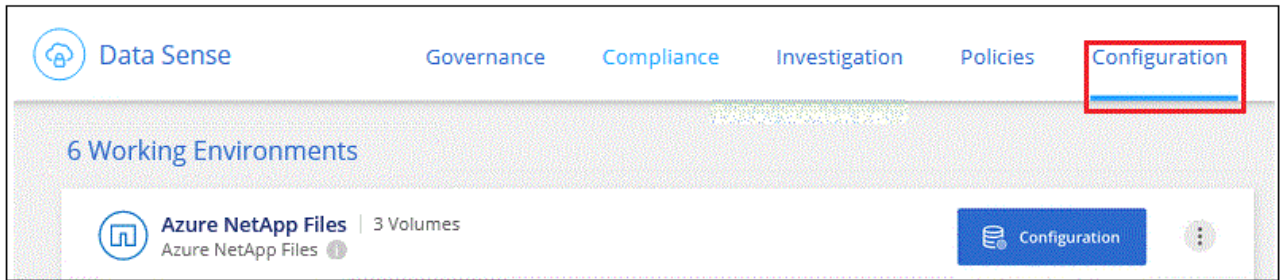 Data Sense Governance Compliance Investigation Policies Configuration
6 Working Environments
Azure NetApp Files | 3 Volumes
Azure NetApp Files
Configuration